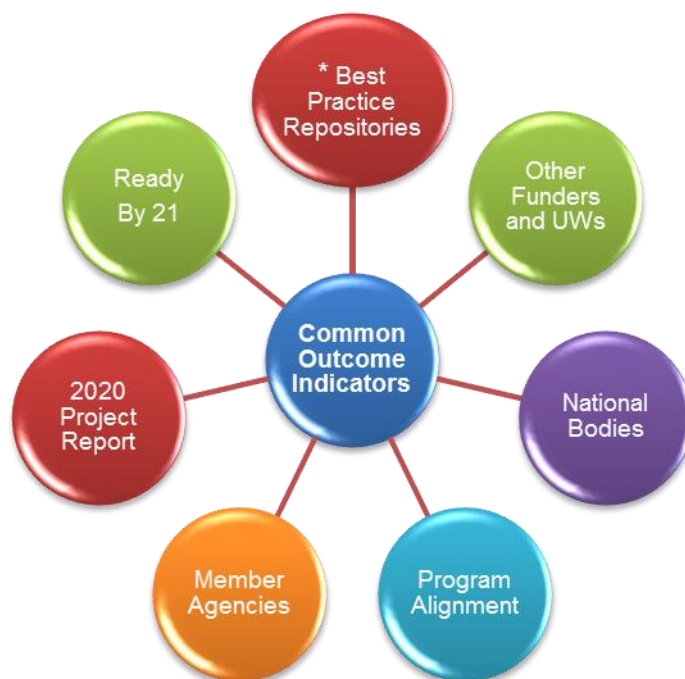 * Best
Practice
Repositories
Ready
By 21
Other
Funders
and UWs
Common
Outcome
Indicators
2020
Project
Report
National
Bodies
Member
Agencies
Program
Alignment